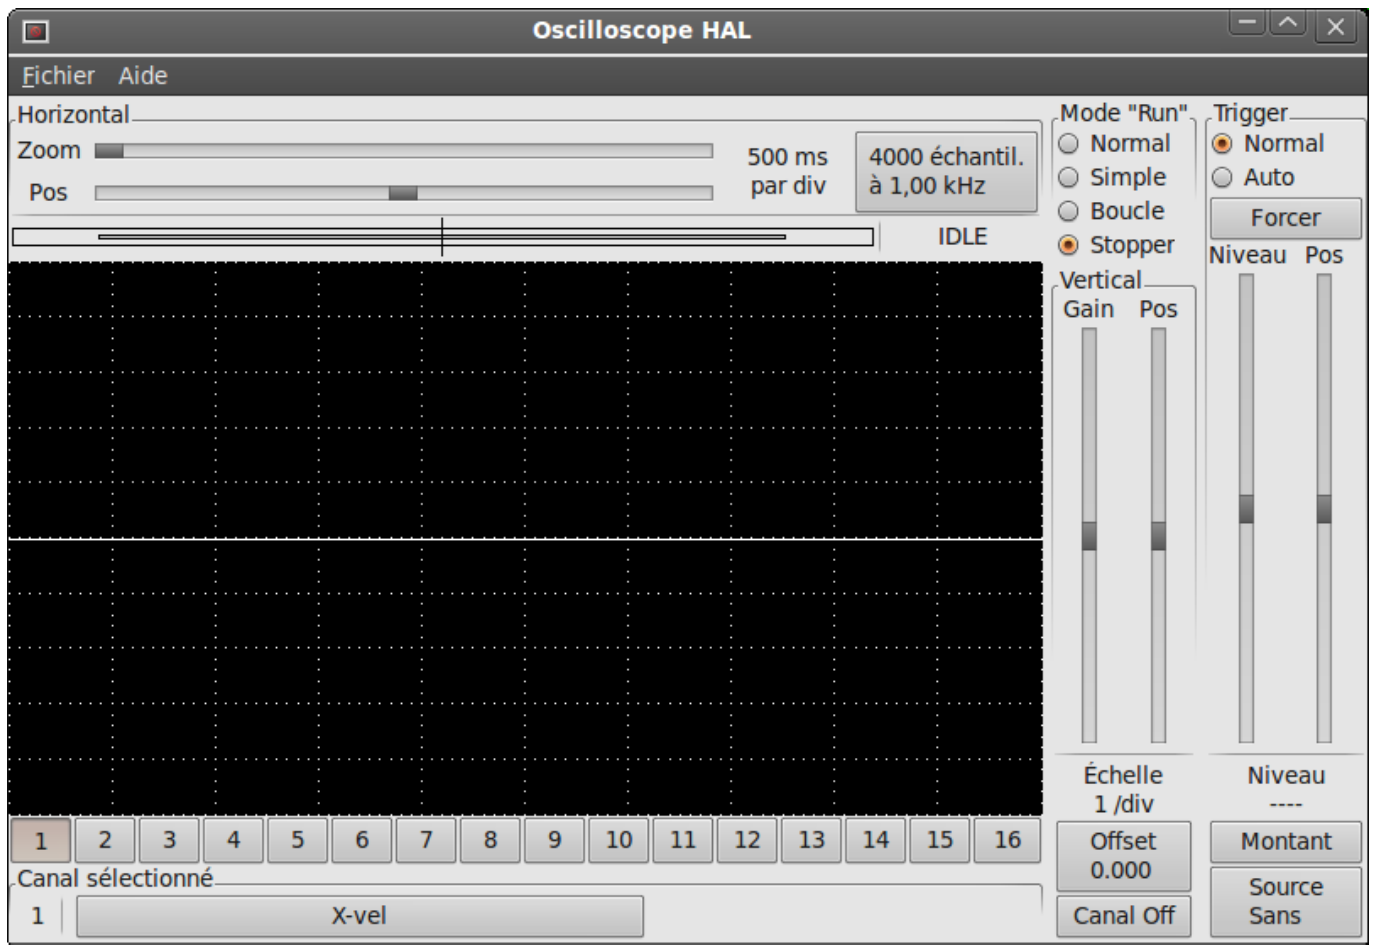 Oscilloscope HAL
Fichier Aide
Horizontal
Zoom
Pos
500 ms
par div
4000 échantil.
à 1,00 kHz
IDLE
Mode "Run"
Normal
Simple
Boucle
Stopper
Trigger
Normal
Auto
Forcer
Niveau Pos
Vertical
Gain Pos
Échelle
1 /div
Offset
0.000
Canal Off
Niveau
----
Montant
Source
Sans
1 2 3 4 5 6 7 8 9 10 11 12 13 14 15 16
Canal sélectionné
1 X-vel